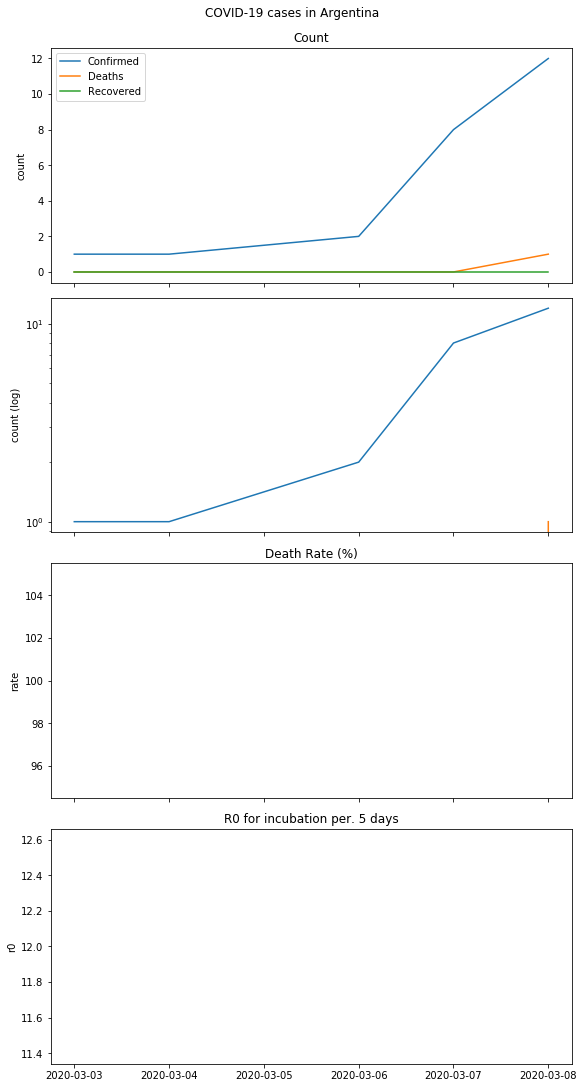 COVID-19 cases in Argentina
Count
Confirmed
Deaths
Recovered
12
10
8
6
4
2
0
count
10¹
10⁰
count (log)
Death Rate (%)
104
102
100
98
96
rate
R0 for incubation per. 5 days
12.6
12.4
12.2
12.0
11.8
11.6
11.4
r0
2020-03-03 2020-03-04 2020-03-05 2020-03-06 2020-03-07 2020-03-08